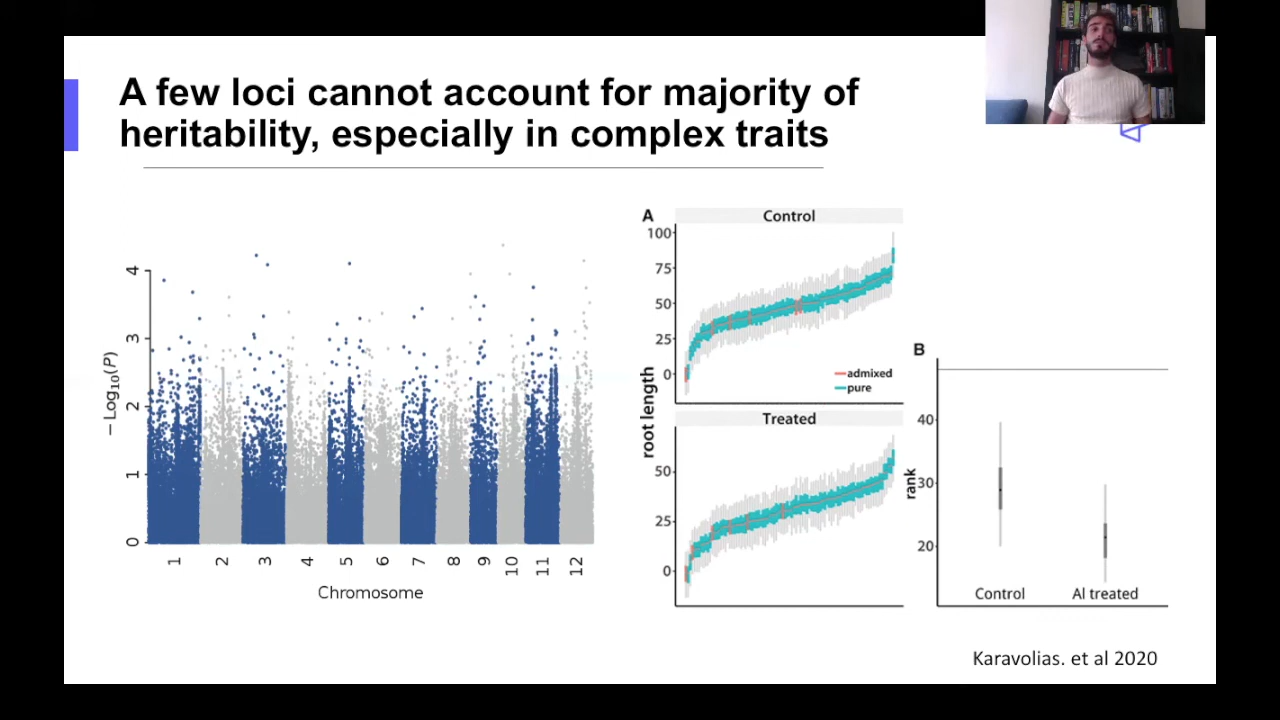 A few loci cannot account for majority of
heritability, especially in complex traits
4
3
2
1
0
− Log10(P)
1 2 3 4 5 6 7 8 9 10 11 12
Chromosome
A
Control
100
75
50
25
0
admixed
pure
root length
Treated
50
25
0
B
40
30
20
rank
Control Al treated
Karavolias. et al 2020